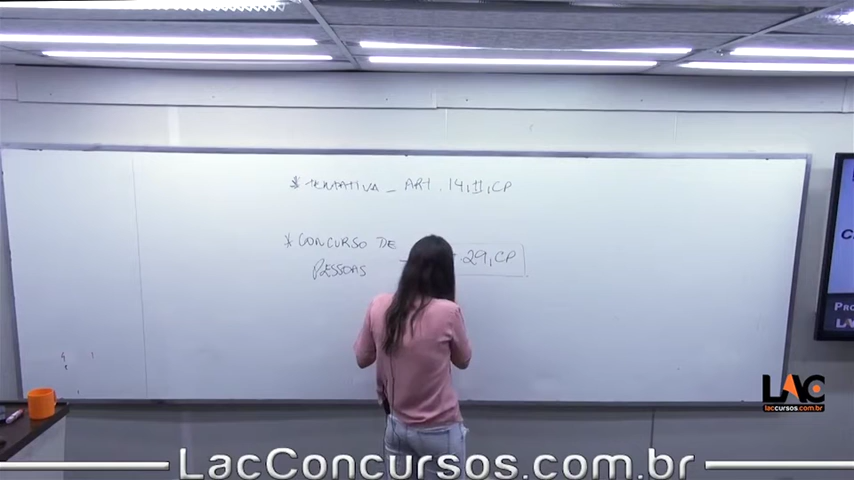 * TENTATIVA - ART. 14, II, CP
* CONCURSO DE
PESSOAS
29, CP
LAC
laccursos.com.br
LacConcursos.com.br